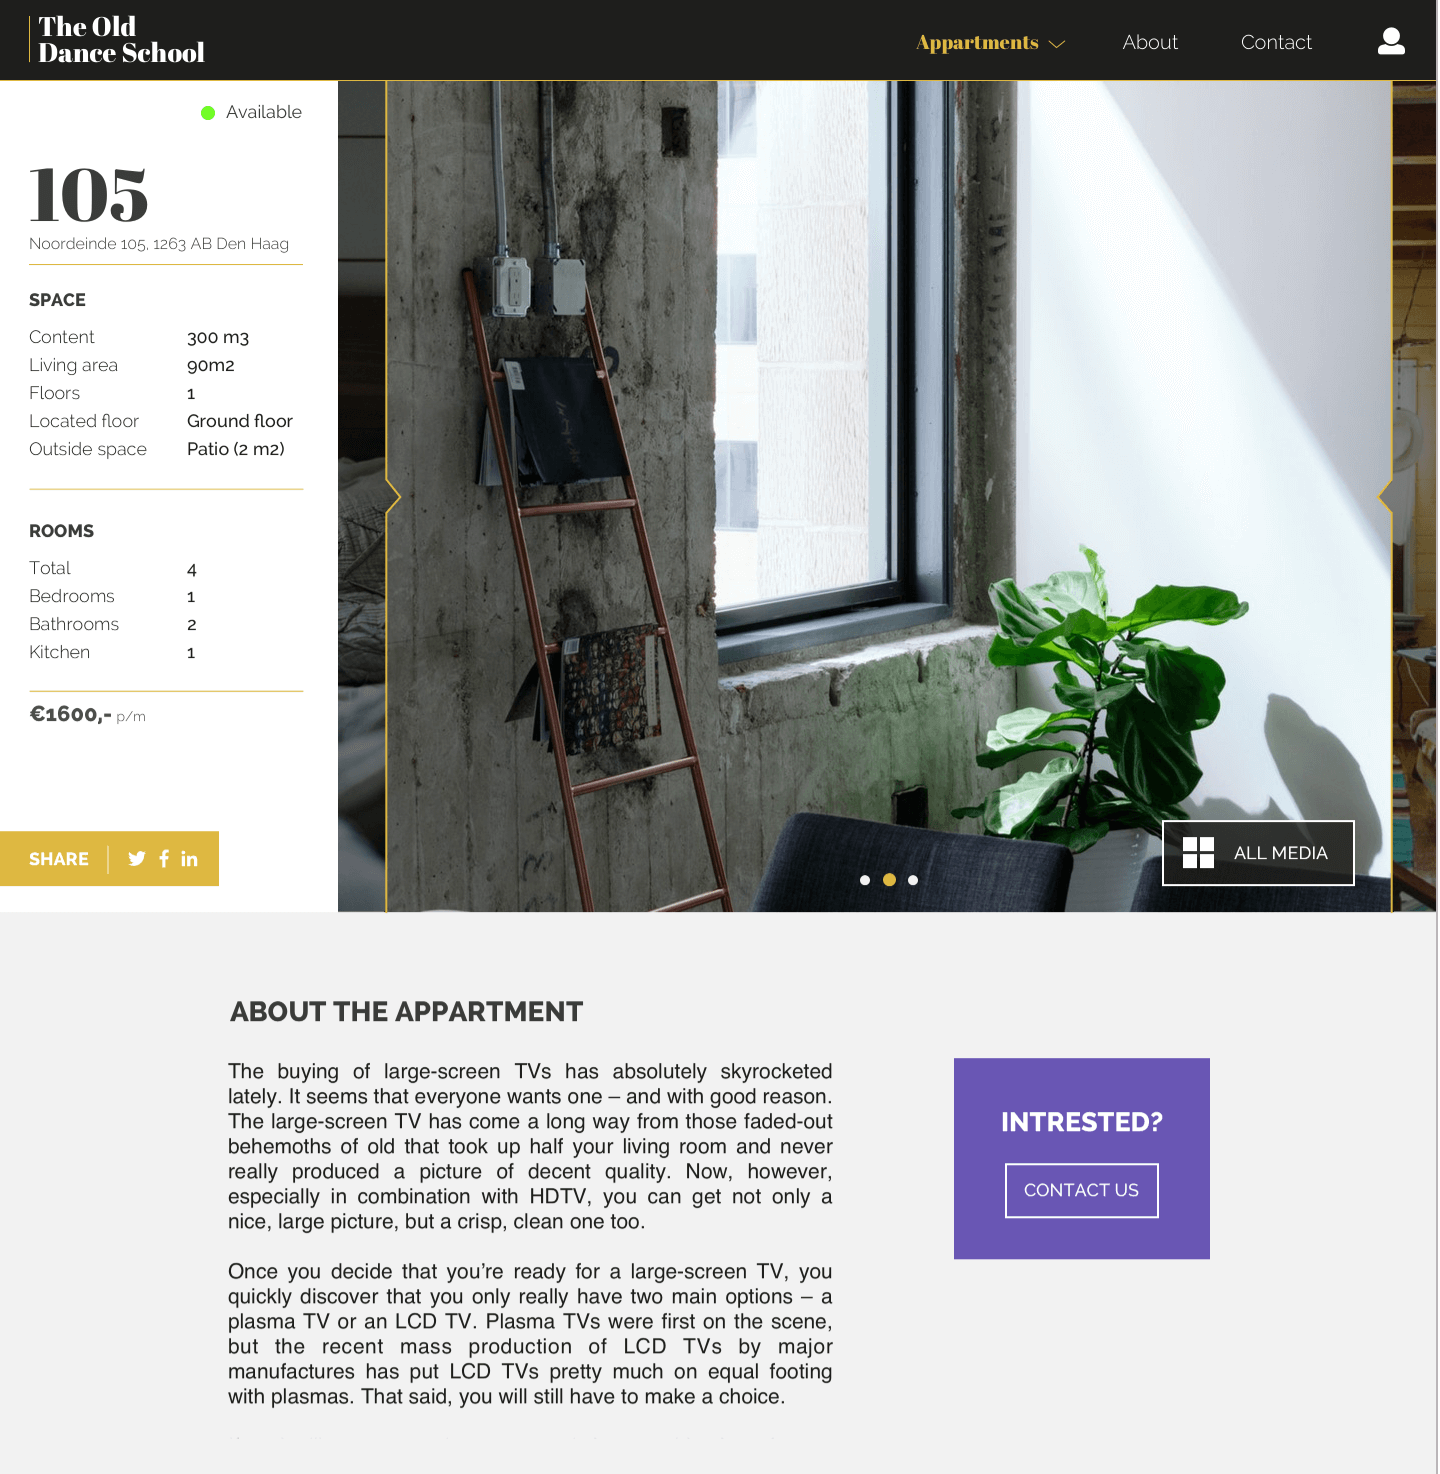 The Old
Dance School
Appartments
About
Contact
Available
105
Noordeinde 105, 1263 AB Den Haag
SPACE
Content 300 m3
Living area 90m2
Floors 1
Located floor Ground floor
Outside space Patio (2 m2)
ROOMS
Total 4
Bedrooms 1
Bathrooms 2
Kitchen 1
€1600,- p/m
SHARE
ALL MEDIA
ABOUT THE APPARTMENT
The buying of large-screen TVs has absolutely skyrocketed
lately. It seems that everyone wants one – and with good reason.
The large-screen TV has come a long way from those faded-out
behemoths of old that took up half your living room and never
really produced a picture of decent quality. Now, however,
especially in combination with HDTV, you can get not only a
nice, large picture, but a crisp, clean one too.
Once you decide that you’re ready for a large-screen TV, you
quickly discover that you only really have two main options – a
plasma TV or an LCD TV. Plasma TVs were first on the scene,
but the recent mass production of LCD TVs by major
manufactures has put LCD TVs pretty much on equal footing
with plasmas. That said, you will still have to make a choice.
INTRESTED?
CONTACT US